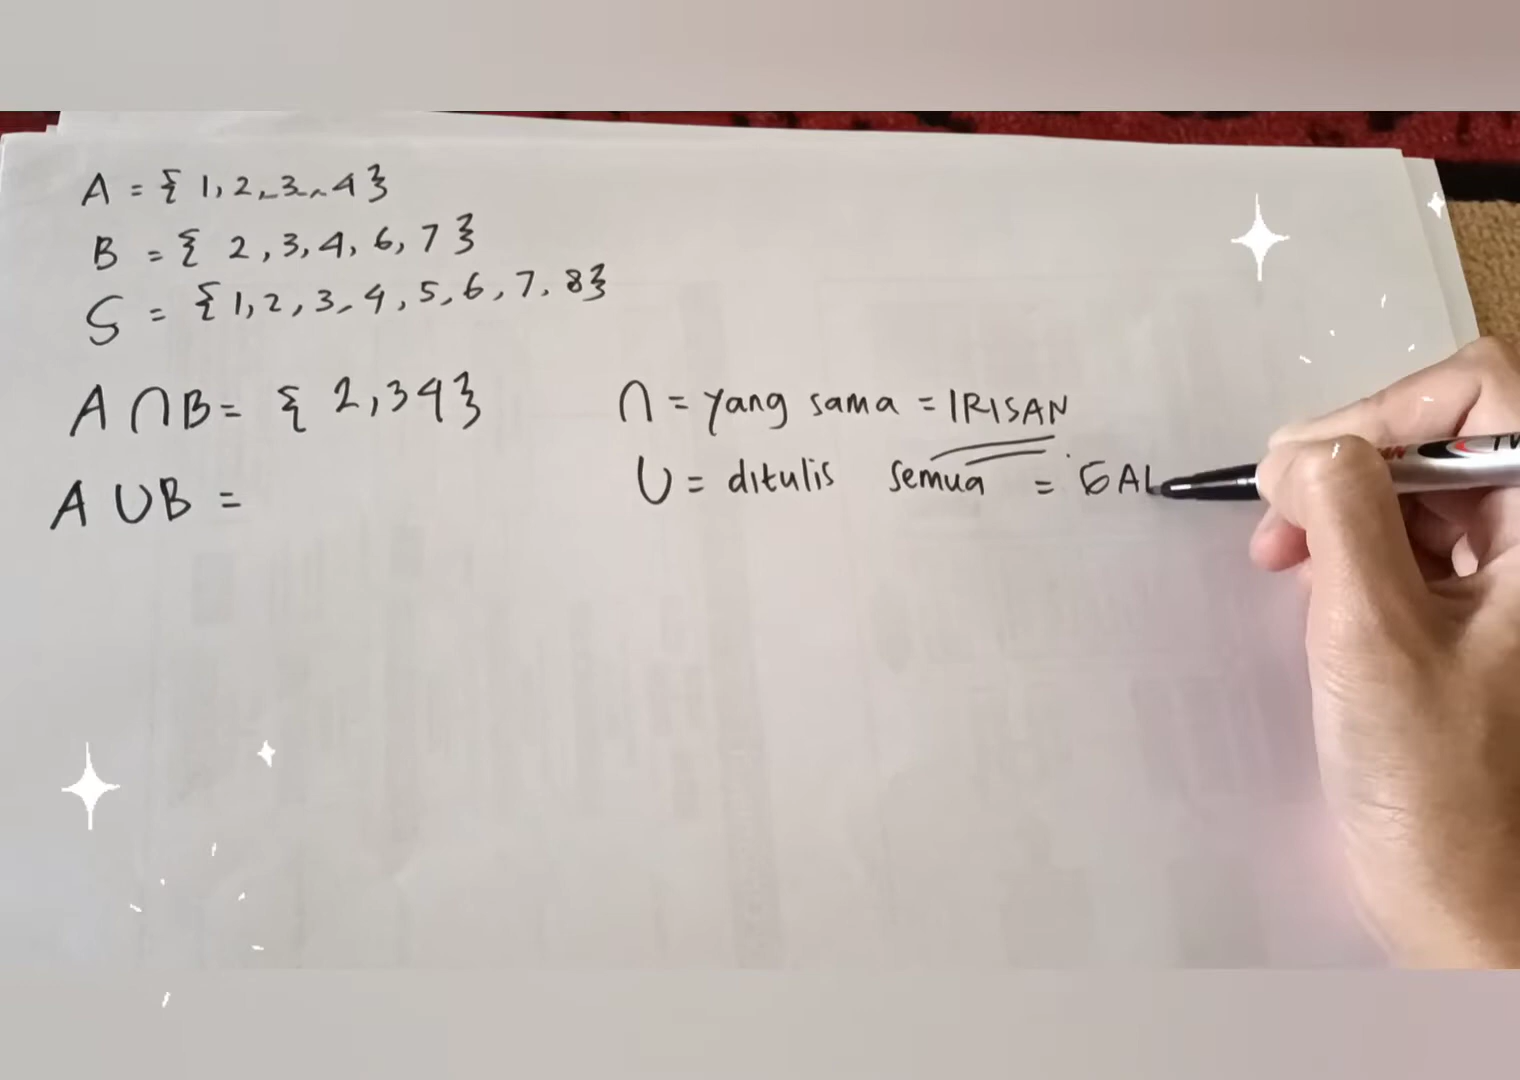 A = { 1, 2, 3, 4 }
B = { 2, 3, 4, 6, 7 }
S = { 1, 2, 3, 4, 5, 6, 7, 8 }
A ∩ B = { 2, 3 4 }
∩ = yang sama = IRISAN
A ∪ B =
∪ = ditulis semua = GAL